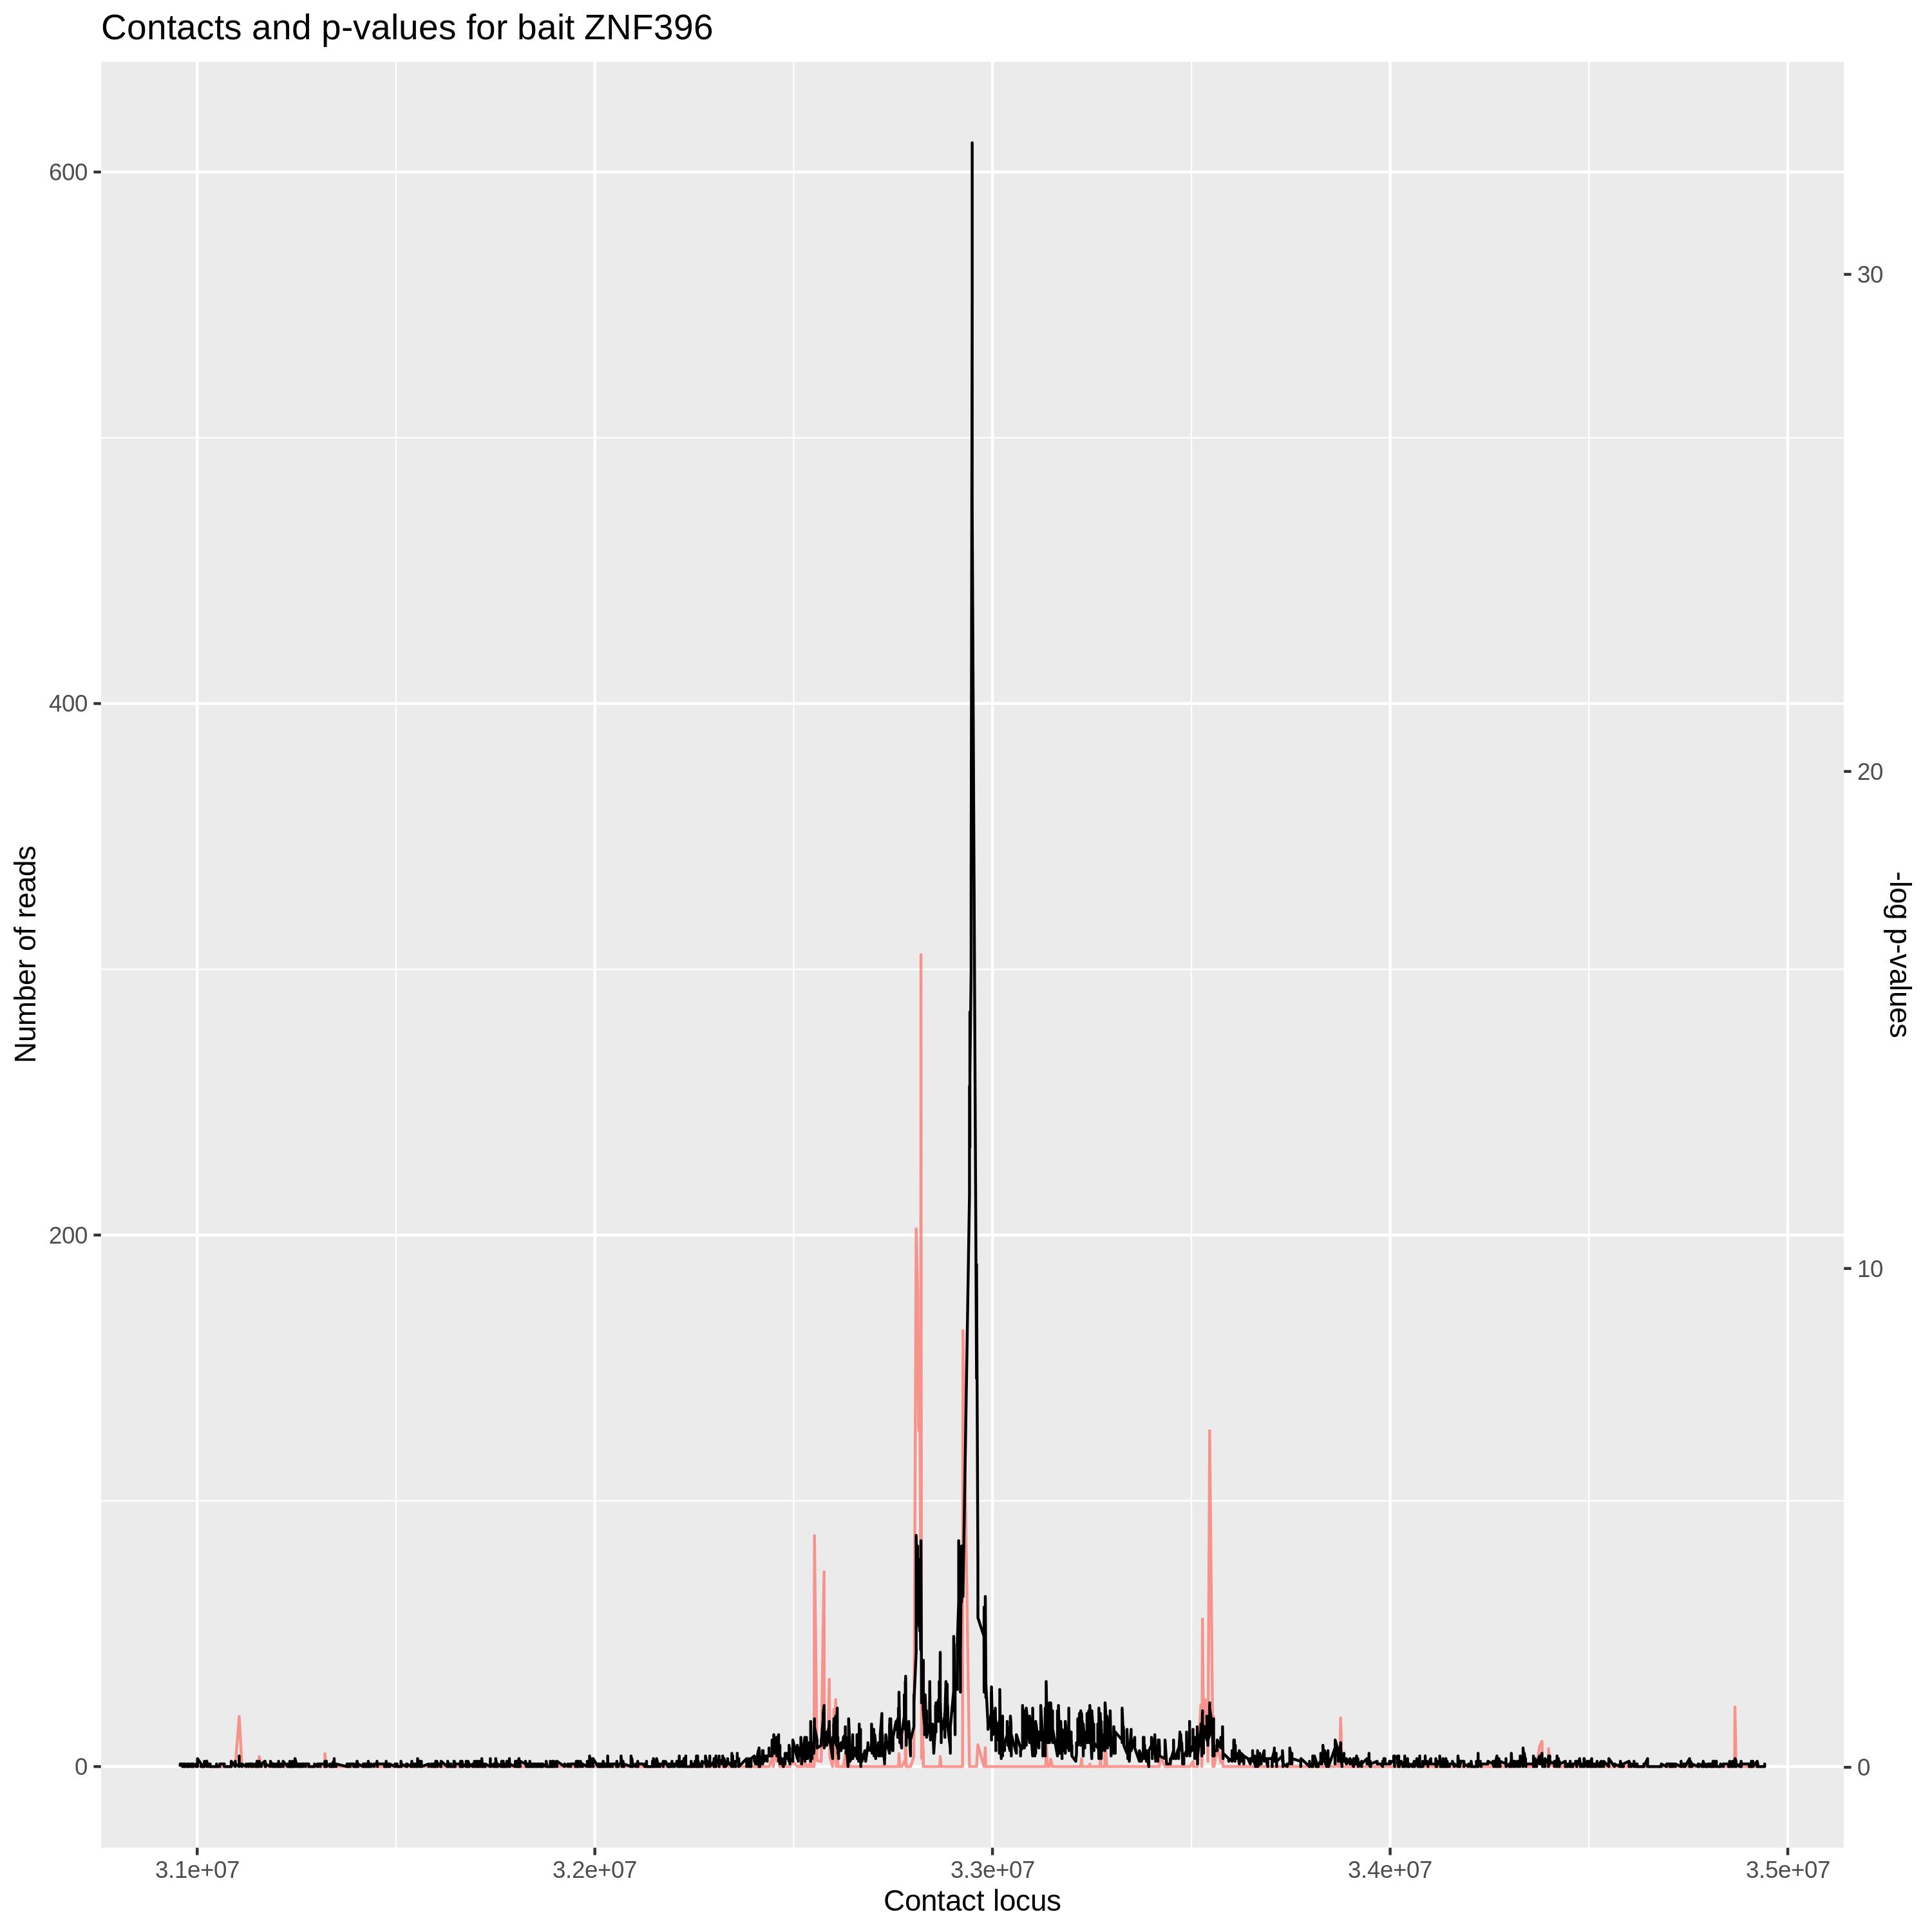 Contacts and p-values for bait ZNF396
600
400
200
0
Number of reads
30
20
10
0
-log p-values
3.1e+07 3.2e+07 3.3e+07 3.4e+07 3.5e+07
Contact locus